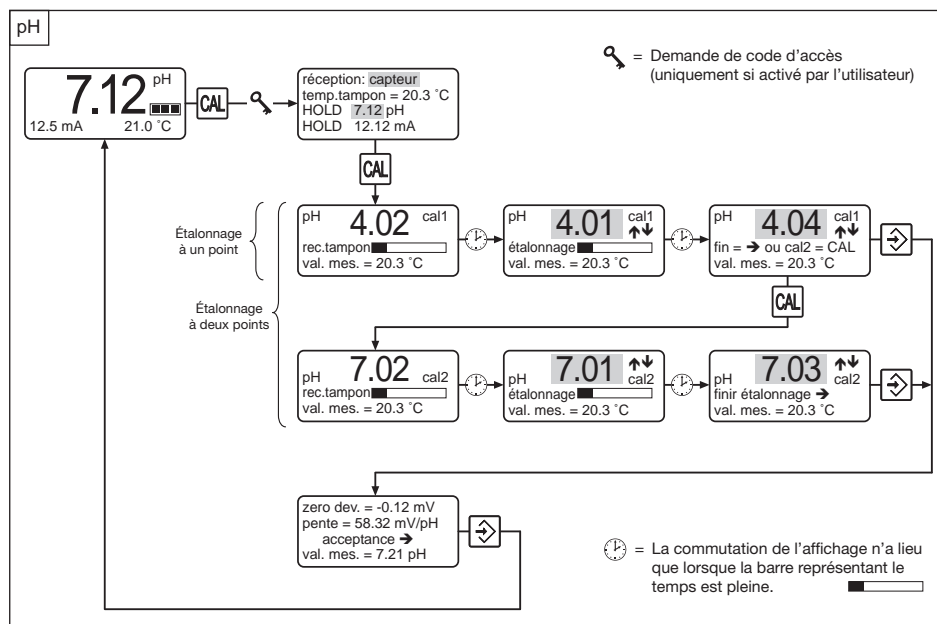 pH
= Demande de code d'accès
(uniquement si activé par l'utilisateur)
7.12 pH
12.5 mA 21.0 ˚C
CAL
réception: capteur
temp.tampon = 20.3 ˚C
HOLD 7.12 pH
HOLD 12.12 mA
CAL
Étalonnage
à un point
pH 4.02 cal1
rec.tampon
val. mes. = 20.3 ˚C
pH 4.01 cal1
étalonnage
val. mes. = 20.3 ˚C
pH 4.04 cal1
fin = ➔ ou cal2 = CAL
val. mes. = 20.3 ˚C
CAL
Étalonnage
à deux points
pH 7.02 cal2
rec.tampon
val. mes. = 20.3 ˚C
pH 7.01 cal2
étalonnage
val. mes. = 20.3 ˚C
pH 7.03 cal2
finir étalonnage ➔
val. mes. = 20.3 ˚C
zero dev. = -0.12 mV
pente = 58.32 mV/pH
acceptance ➔
val. mes. = 7.21 pH
= La commutation de l'affichage n'a lieu
que lorsque la barre représentant le
temps est pleine.